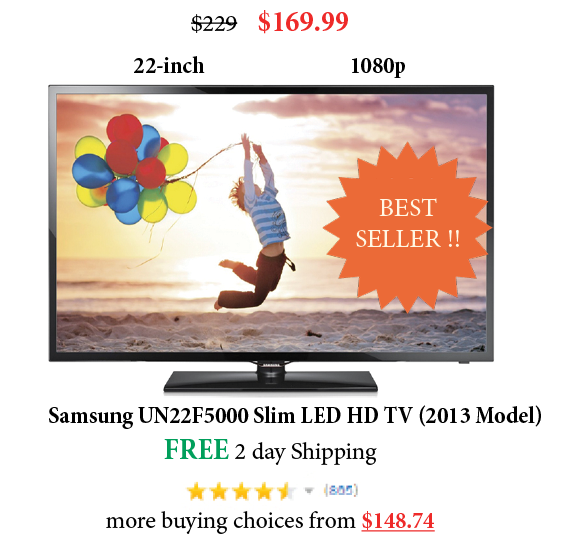 $229 $169.99
22-inch 1080p
BEST
SELLER !!
SAMSUNG
Samsung UN22F5000 Slim LED HD TV (2013 Model)
FREE 2 day Shipping
(805)
more buying choices from $148.74